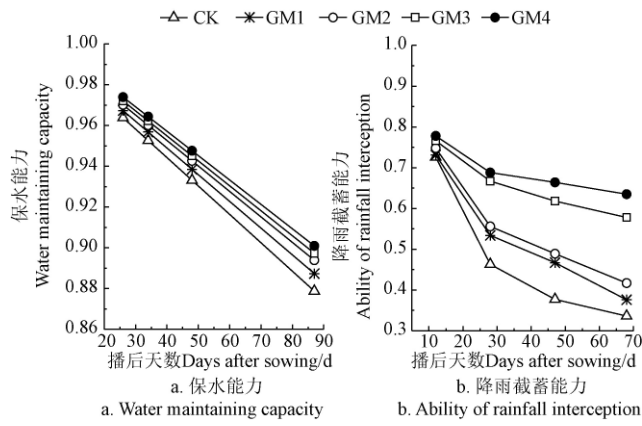 CK GM1 GM2 GM3 GM4
保水能力
Water maintaining capacity
1.00
0.98
0.96
0.94
0.92
0.90
0.88
0.86
20 30 40 50 60 70 80 90
播后天数Days after sowing/d
a. 保水能力
a. Water maintaining capacity
降雨截蓄能力
Ability of rainfall interception
1.0
0.9
0.8
0.7
0.6
0.5
0.4
0.3
10 20 30 40 50 60 70
播后天数Days after sowing/d
b. 降雨截蓄能力
b. Ability of rainfall interception